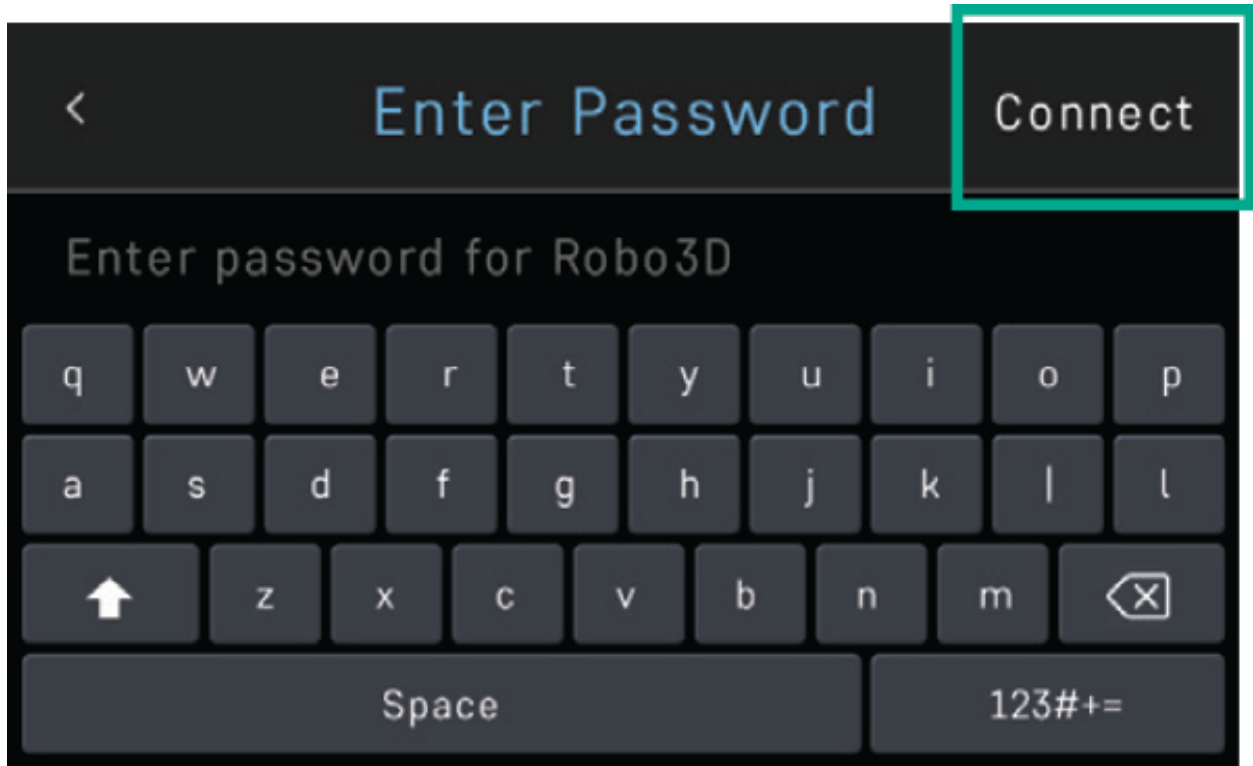 < Enter Password Connect
Enter password for Robo3D
q w e r t y u i o p
a s d f g h j k | l
z x c v b n m
Space 123#+=